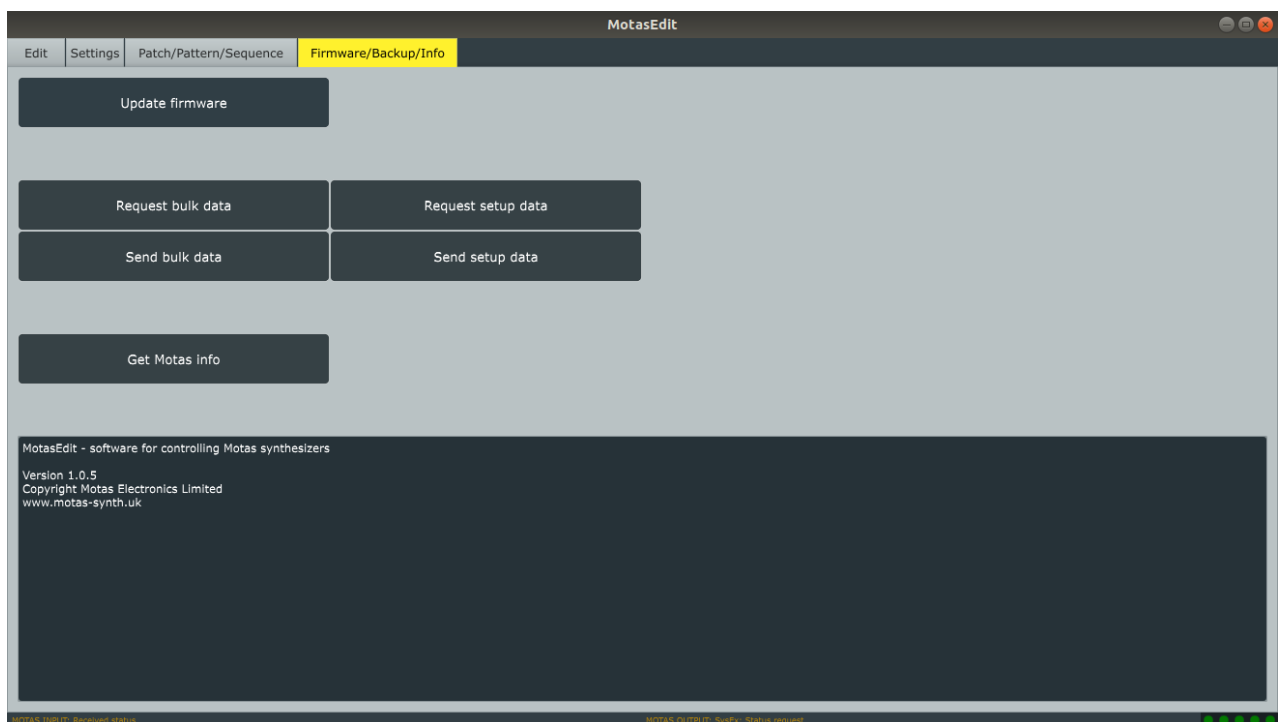 MotasEdit
Edit Settings Patch/Pattern/Sequence Firmware/Backup/Info
Update firmware
Request bulk data Request setup data
Send bulk data Send setup data
Get Motas info
MotasEdit - software for controlling Motas synthesizers
Version 1.0.5
Copyright Motas Electronics Limited
www.motas-synth.uk
MOTAS INPUT: Received status MOTAS OUTPUT: SysEx: Status request